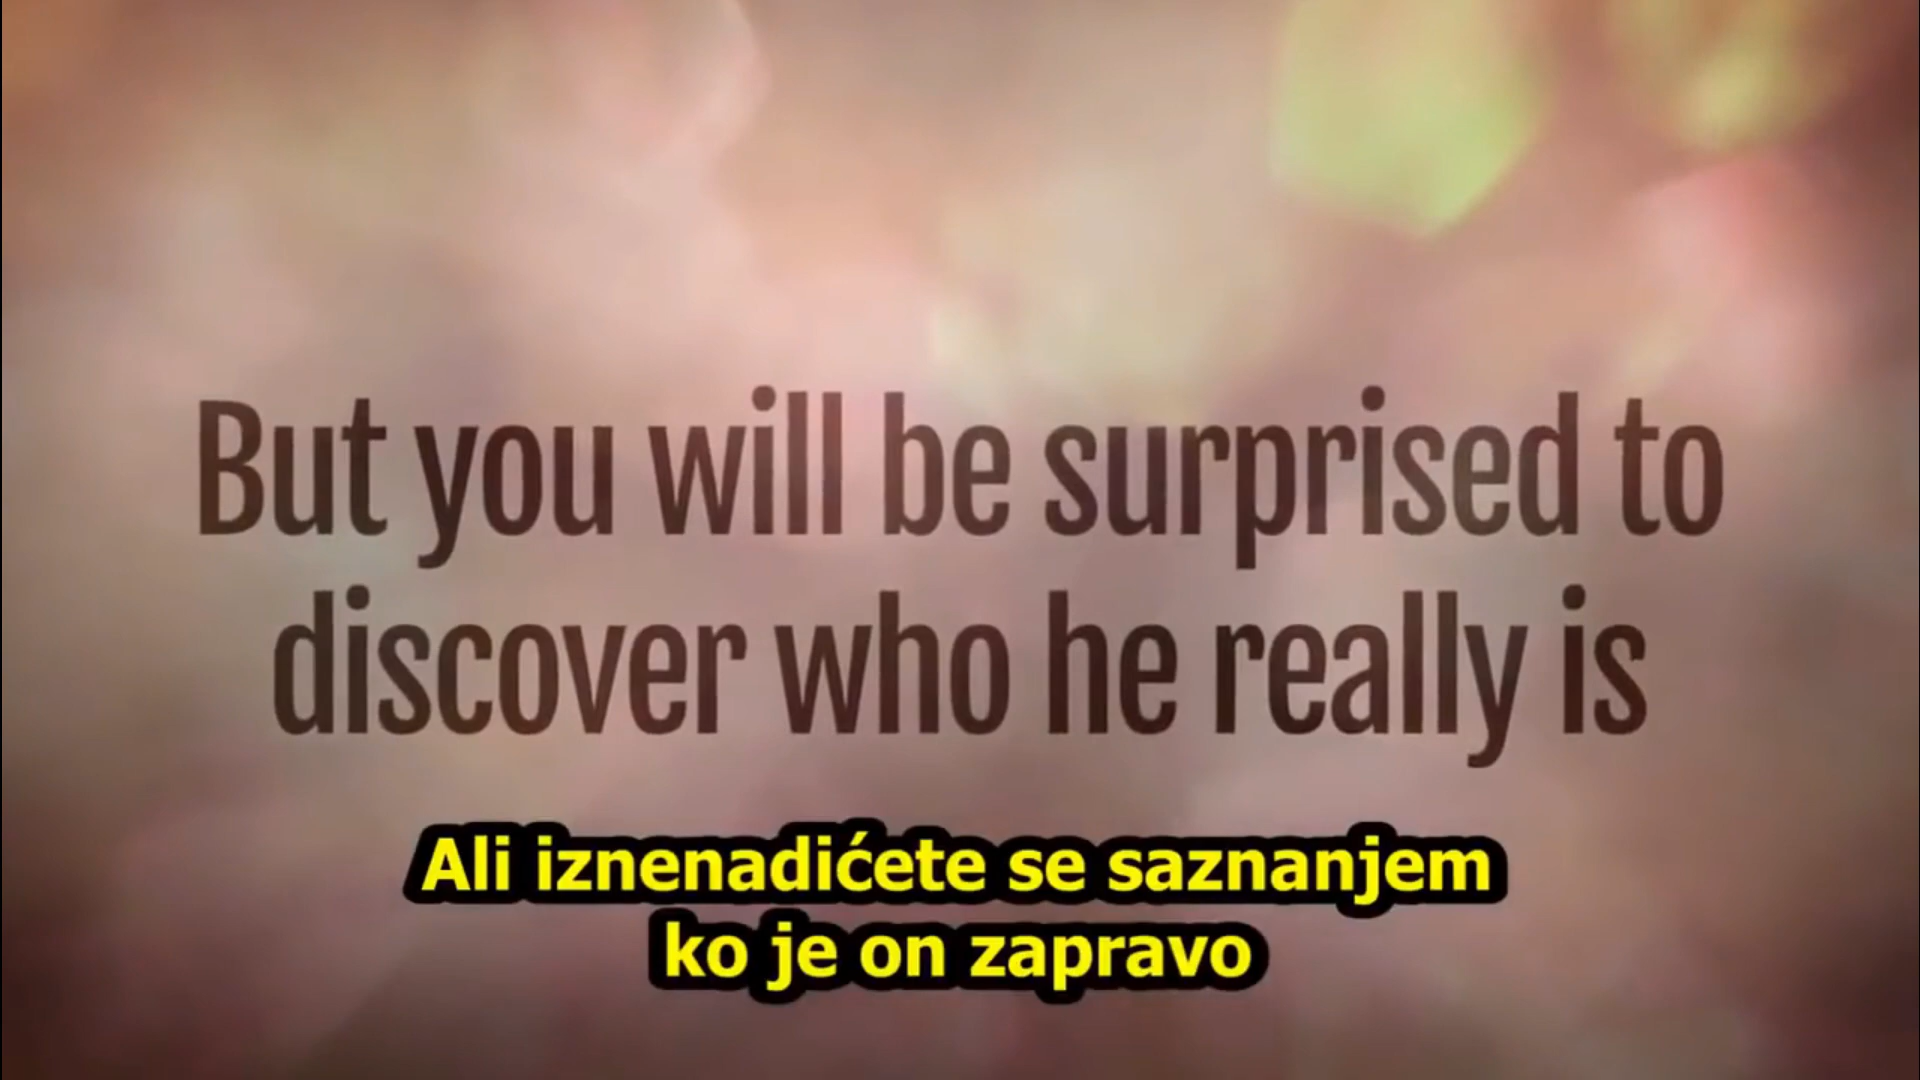 But you will be surprised to
discover who he really is
Ali iznenadićete se saznanjem
ko je on zapravo